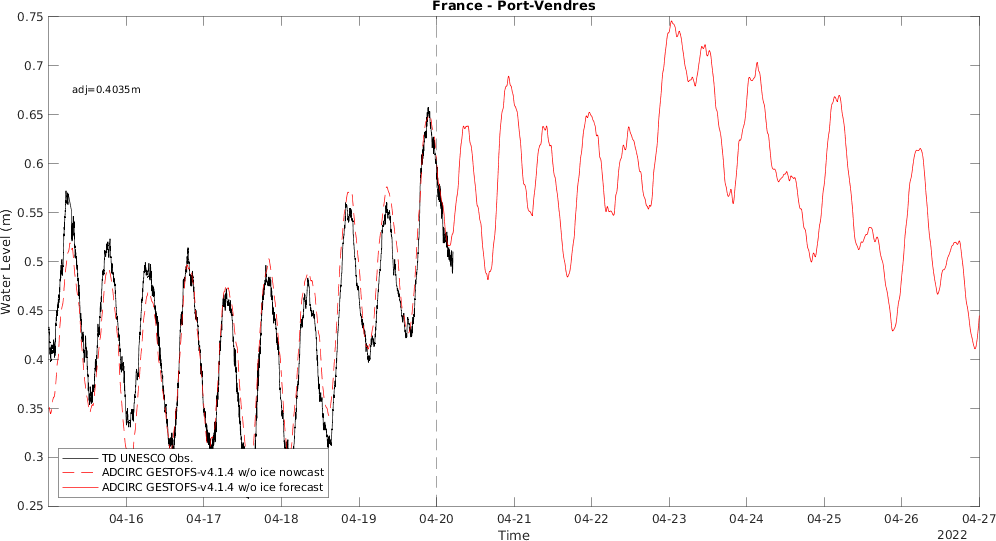 France - Port-Vendres
0.75
0.7
0.65
0.6
0.55
0.5
0.45
0.4
0.35
0.3
0.25
Water Level (m)
adj=0.4035m
TD UNESCO Obs.
ADCIRC GESTOFS-v4.1.4 w/o ice nowcast
ADCIRC GESTOFS-v4.1.4 w/o ice forecast
04-16 04-17 04-18 04-19 04-20 04-21 04-22 04-23 04-24 04-25 04-26 04-27
Time
2022